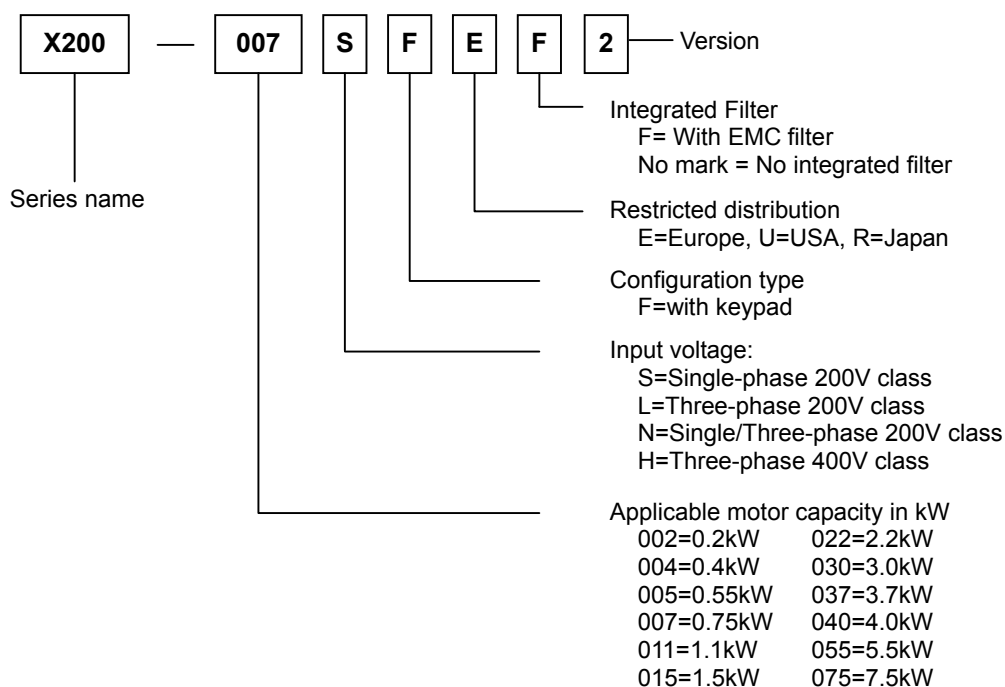 X200 — 007 S F E F 2 Version
Integrated Filter
F= With EMC filter
No mark = No integrated filter
Series name
Restricted distribution
E=Europe, U=USA, R=Japan
Configuration type
F=with keypad
Input voltage:
S=Single-phase 200V class
L=Three-phase 200V class
N=Single/Three-phase 200V class
H=Three-phase 400V class
Applicable motor capacity in kW
002=0.2kW 022=2.2kW
004=0.4kW 030=3.0kW
005=0.55kW 037=3.7kW
007=0.75kW 040=4.0kW
011=1.1kW 055=5.5kW
015=1.5kW 075=7.5kW